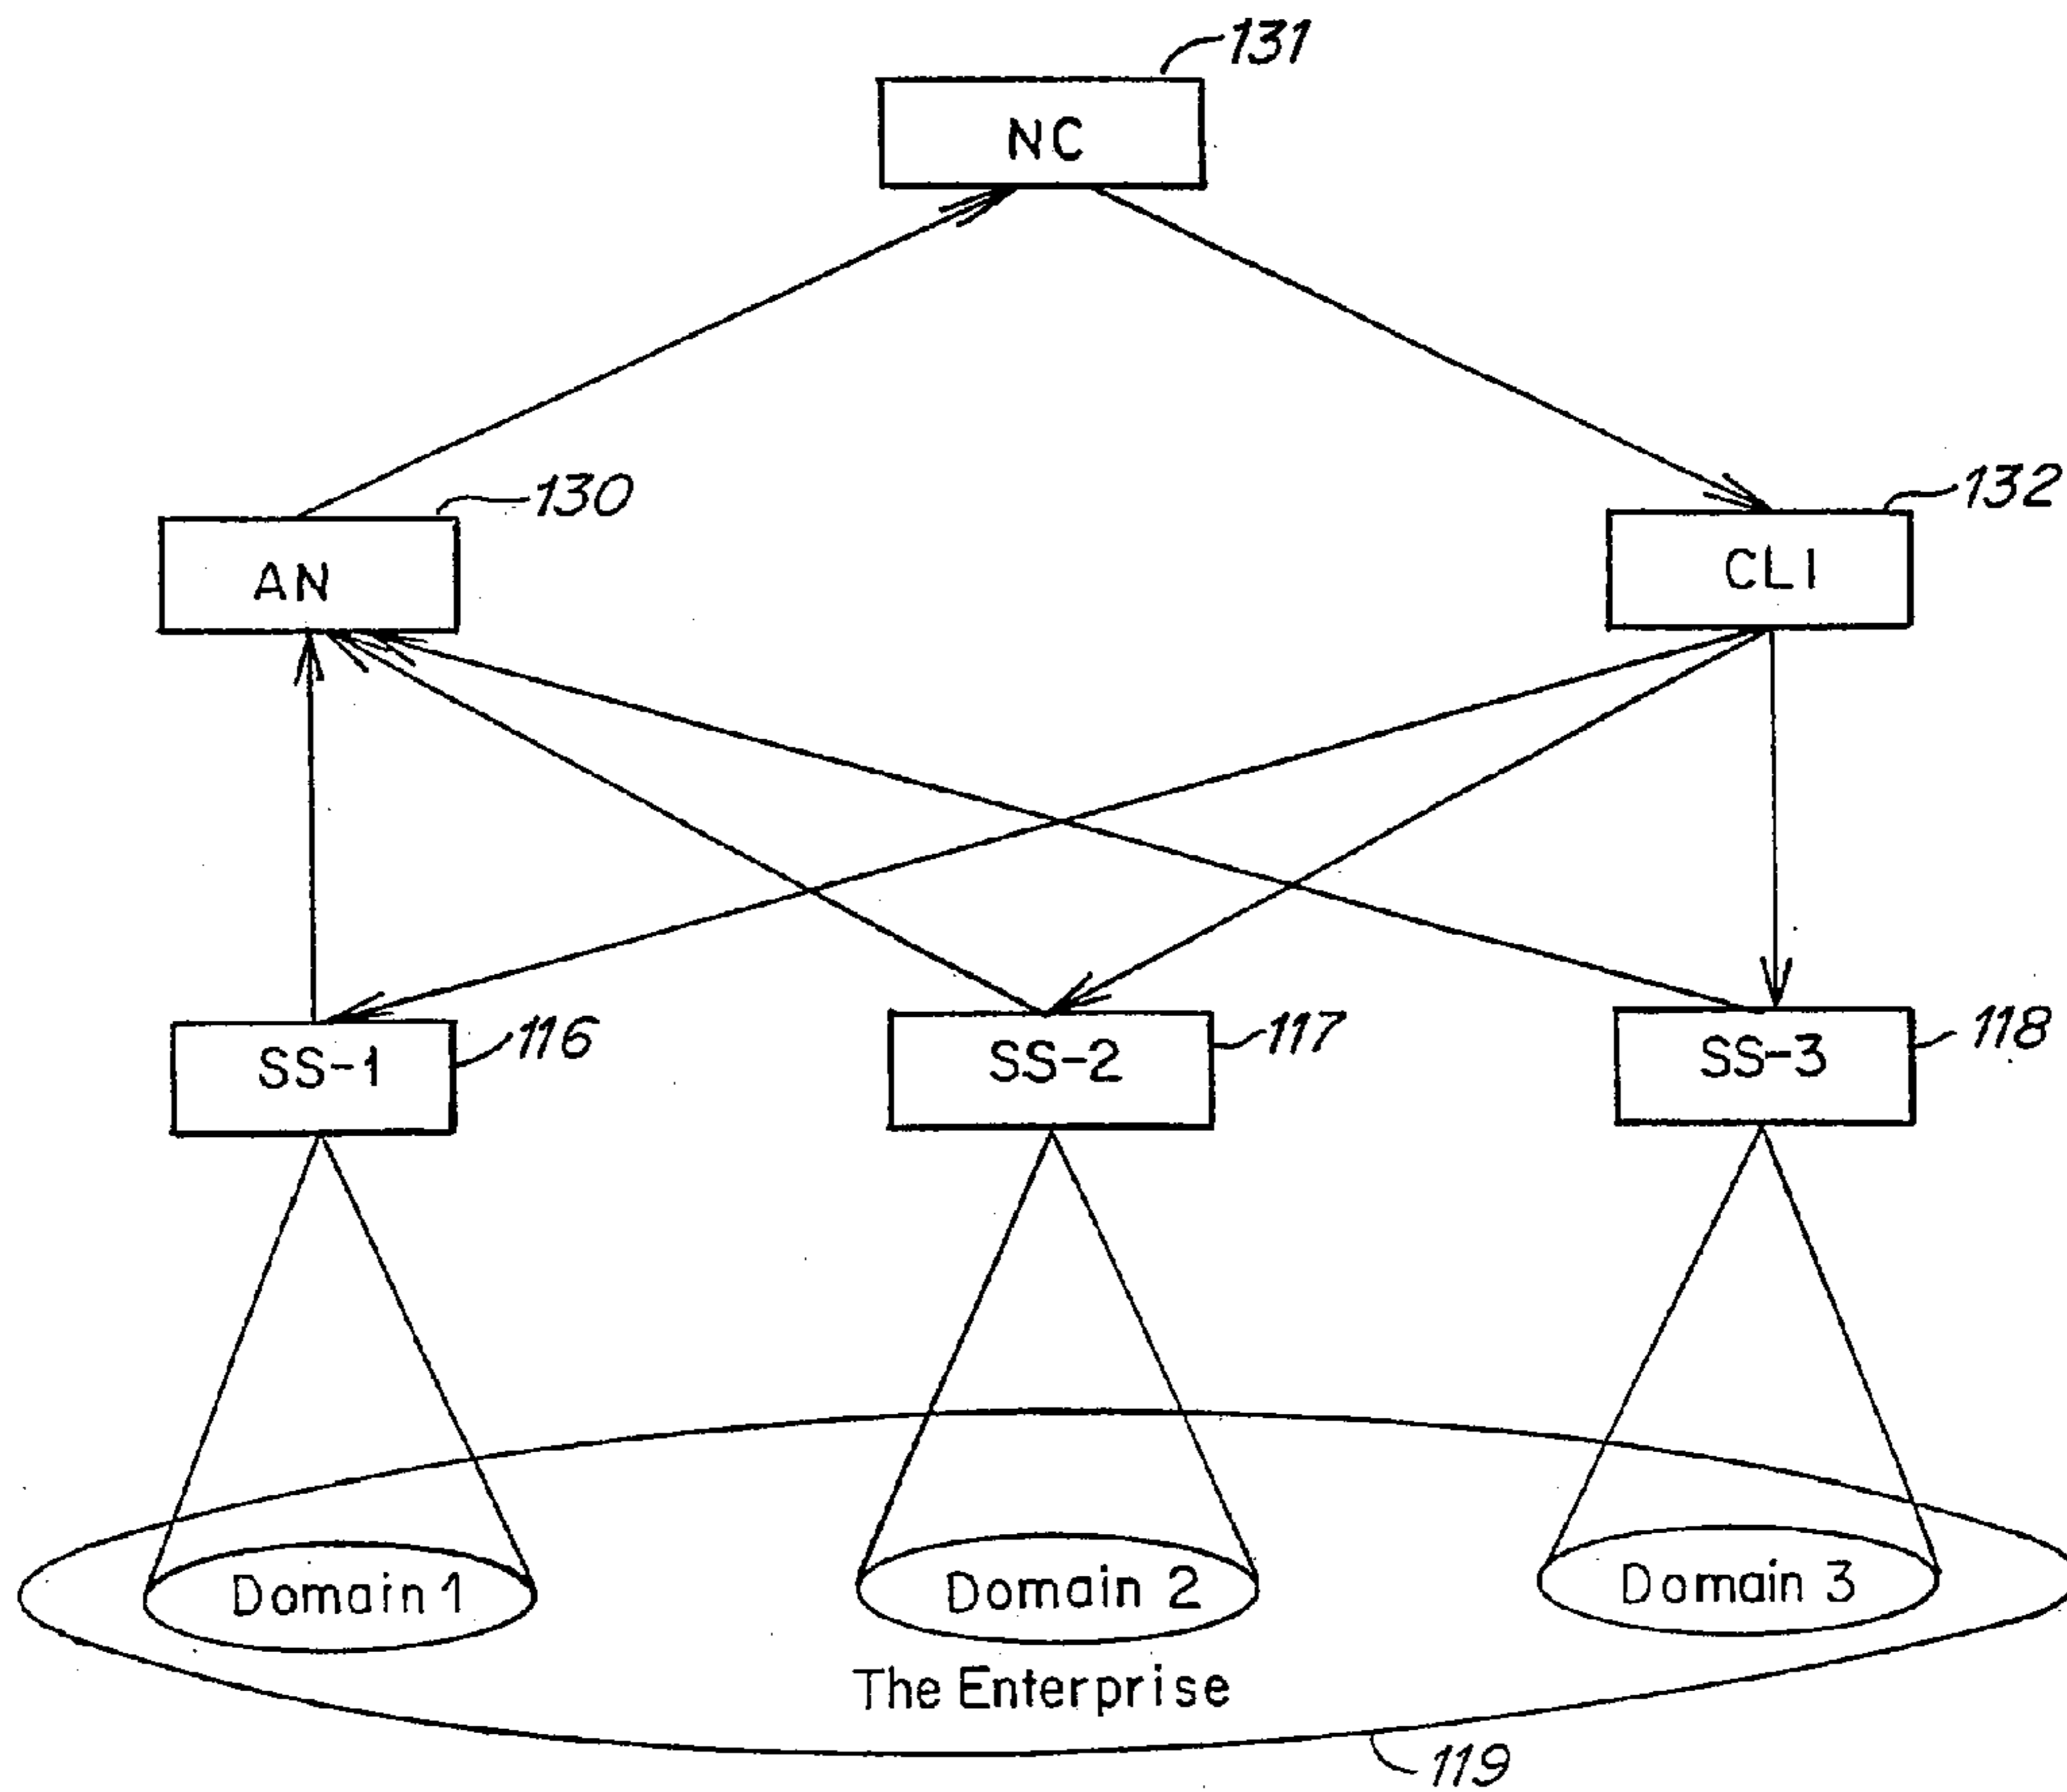 131
NC
130
132
AN
CLI
116
117
118
SS-1
SS-2
SS-3
Domain 1
Domain 2
Domain 3
The Enterprise
119